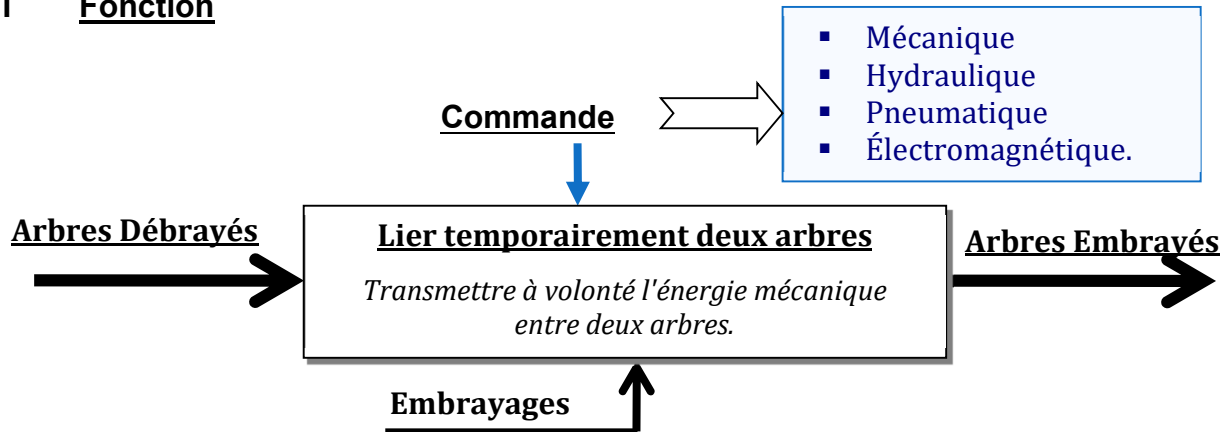 1 Fonction
▪ Mécanique
▪ Hydraulique
▪ Pneumatique
▪ Électromagnétique.
Commande
Arbres Débrayés
Lier temporairement deux arbres
Transmettre à volonté l'énergie mécanique
entre deux arbres.
Arbres Embrayés
Embrayages